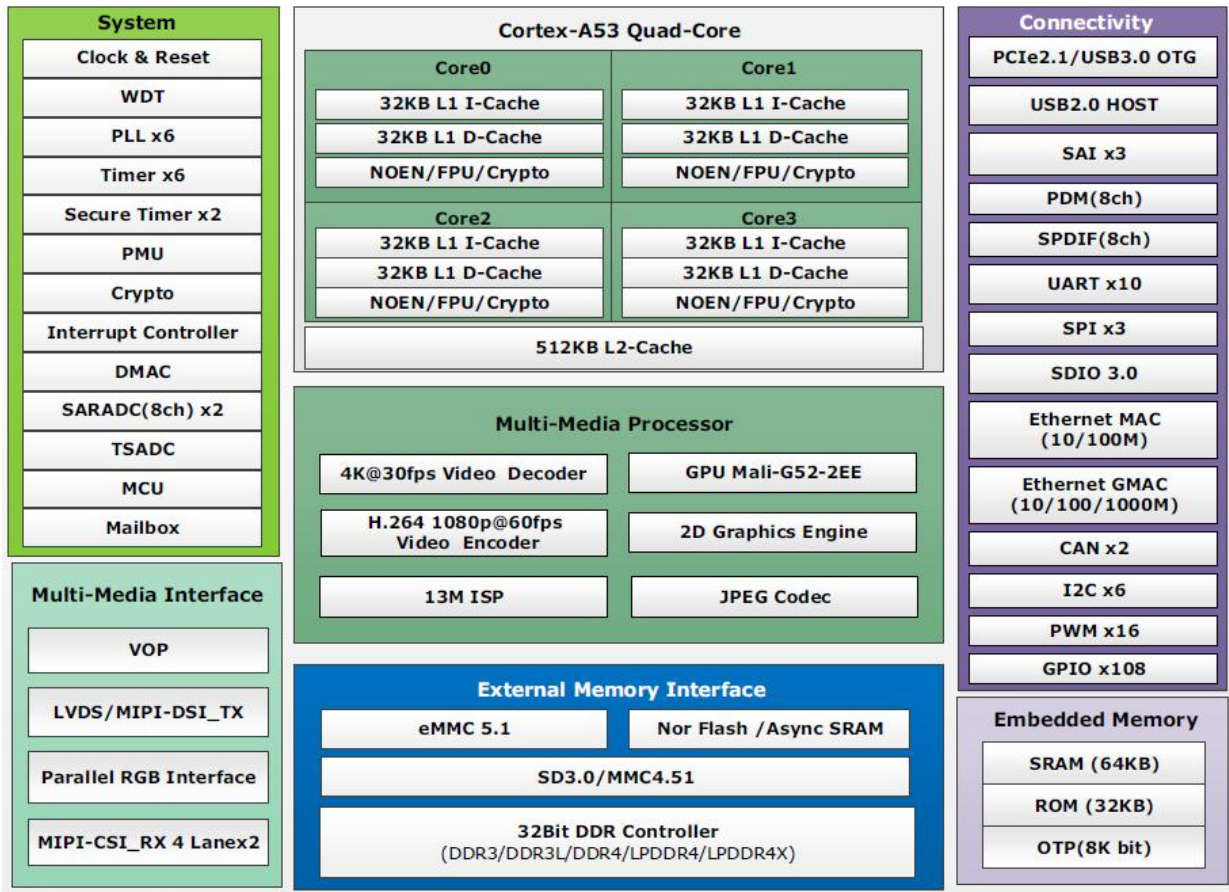 System
Clock & Reset
WDT
PLL x6
Timer x6
Secure Timer x2
PMU
Crypto
Interrupt Controller
DMAC
SARADC(8ch) x2
TSADC
MCU
Mailbox
Multi-Media Interface
VOP
LVDS/MIPI-DSI_TX
Parallel RGB Interface
MIPI-CSI_RX 4 Lanex2
Cortex-A53 Quad-Core
Core0
32KB L1 I-Cache
32KB L1 D-Cache
NOEN/FPU/Crypto
Core1
32KB L1 I-Cache
32KB L1 D-Cache
NOEN/FPU/Crypto
Core2
32KB L1 I-Cache
32KB L1 D-Cache
NOEN/FPU/Crypto
Core3
32KB L1 I-Cache
32KB L1 D-Cache
NOEN/FPU/Crypto
512KB L2-Cache
Multi-Media Processor
4K@30fps Video Decoder
GPU Mali-G52-2EE
H.264 1080p@60fps
Video Encoder
2D Graphics Engine
13M ISP
JPEG Codec
External Memory Interface
eMMC 5.1
Nor Flash /Async SRAM
SD3.0/MMC4.51
32Bit DDR Controller
(DDR3/DDR3L/DDR4/LPDDR4/LPDDR4X)
Connectivity
PCIe2.1/USB3.0 OTG
USB2.0 HOST
SAI x3
PDM(8ch)
SPDIF(8ch)
UART x10
SPI x3
SDIO 3.0
Ethernet MAC
(10/100M)
Ethernet GMAC
(10/100/1000M)
CAN x2
I2C x6
PWM x16
GPIO x108
Embedded Memory
SRAM (64KB)
ROM (32KB)
OTP(8K bit)